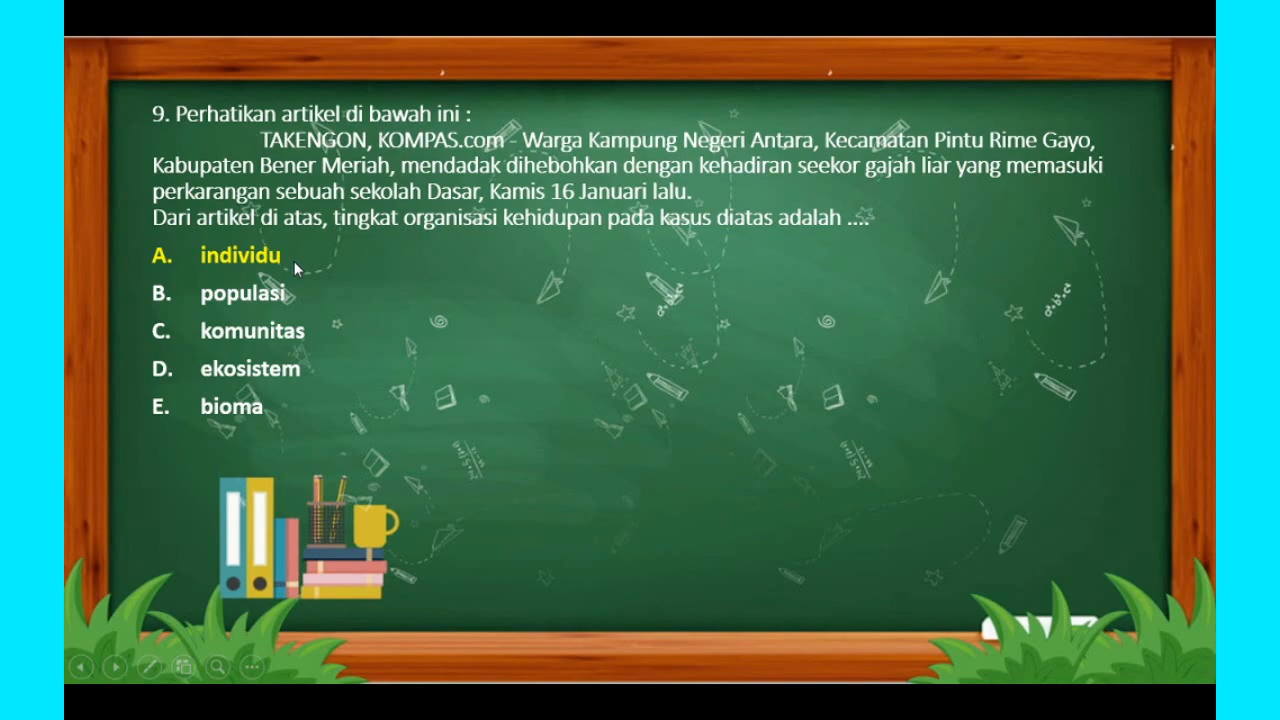 9. Perhatikan artikel di bawah ini :
TAKENGON, KOMPAS.com - Warga Kampung Negeri Antara, Kecamatan Pintu Rime Gayo,
Kabupaten Bener Meriah, mendadak dihebohkan dengan kehadiran seekor gajah liar yang memasuki
perkarangan sebuah sekolah Dasar, Kamis 16 Januari lalu.
Dari artikel di atas, tingkat organisasi kehidupan pada kasus diatas adalah ....
A. individu
B. populasi
C. komunitas
D. ekosistem
E. bioma